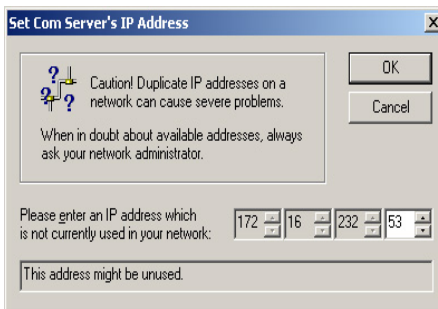 Set Com Server's IP Address
X
? ? ?
Caution! Duplicate IP addresses on a
network can cause severe problems.
When in doubt about available addresses, always
ask your network administrator.
OK
Cancel
Please enter an IP address which
is not currently used in your network:
172 16 232 53
This address might be unused.